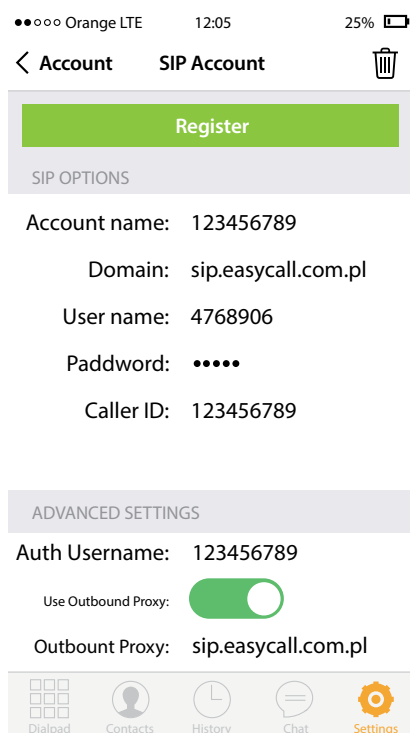 Orange LTE 12:05 25%
Account SIP Account
Register
SIP OPTIONS
Account name: 123456789
Domain: sip.easycall.com.pl
User name: 4768906
Paddword: •••••
Caller ID: 123456789
ADVANCED SETTINGS
Auth Username: 123456789
Use Outbound Proxy:
Outbount Proxy: sip.easycall.com.pl
Dialpad Contacts History Chat Settings